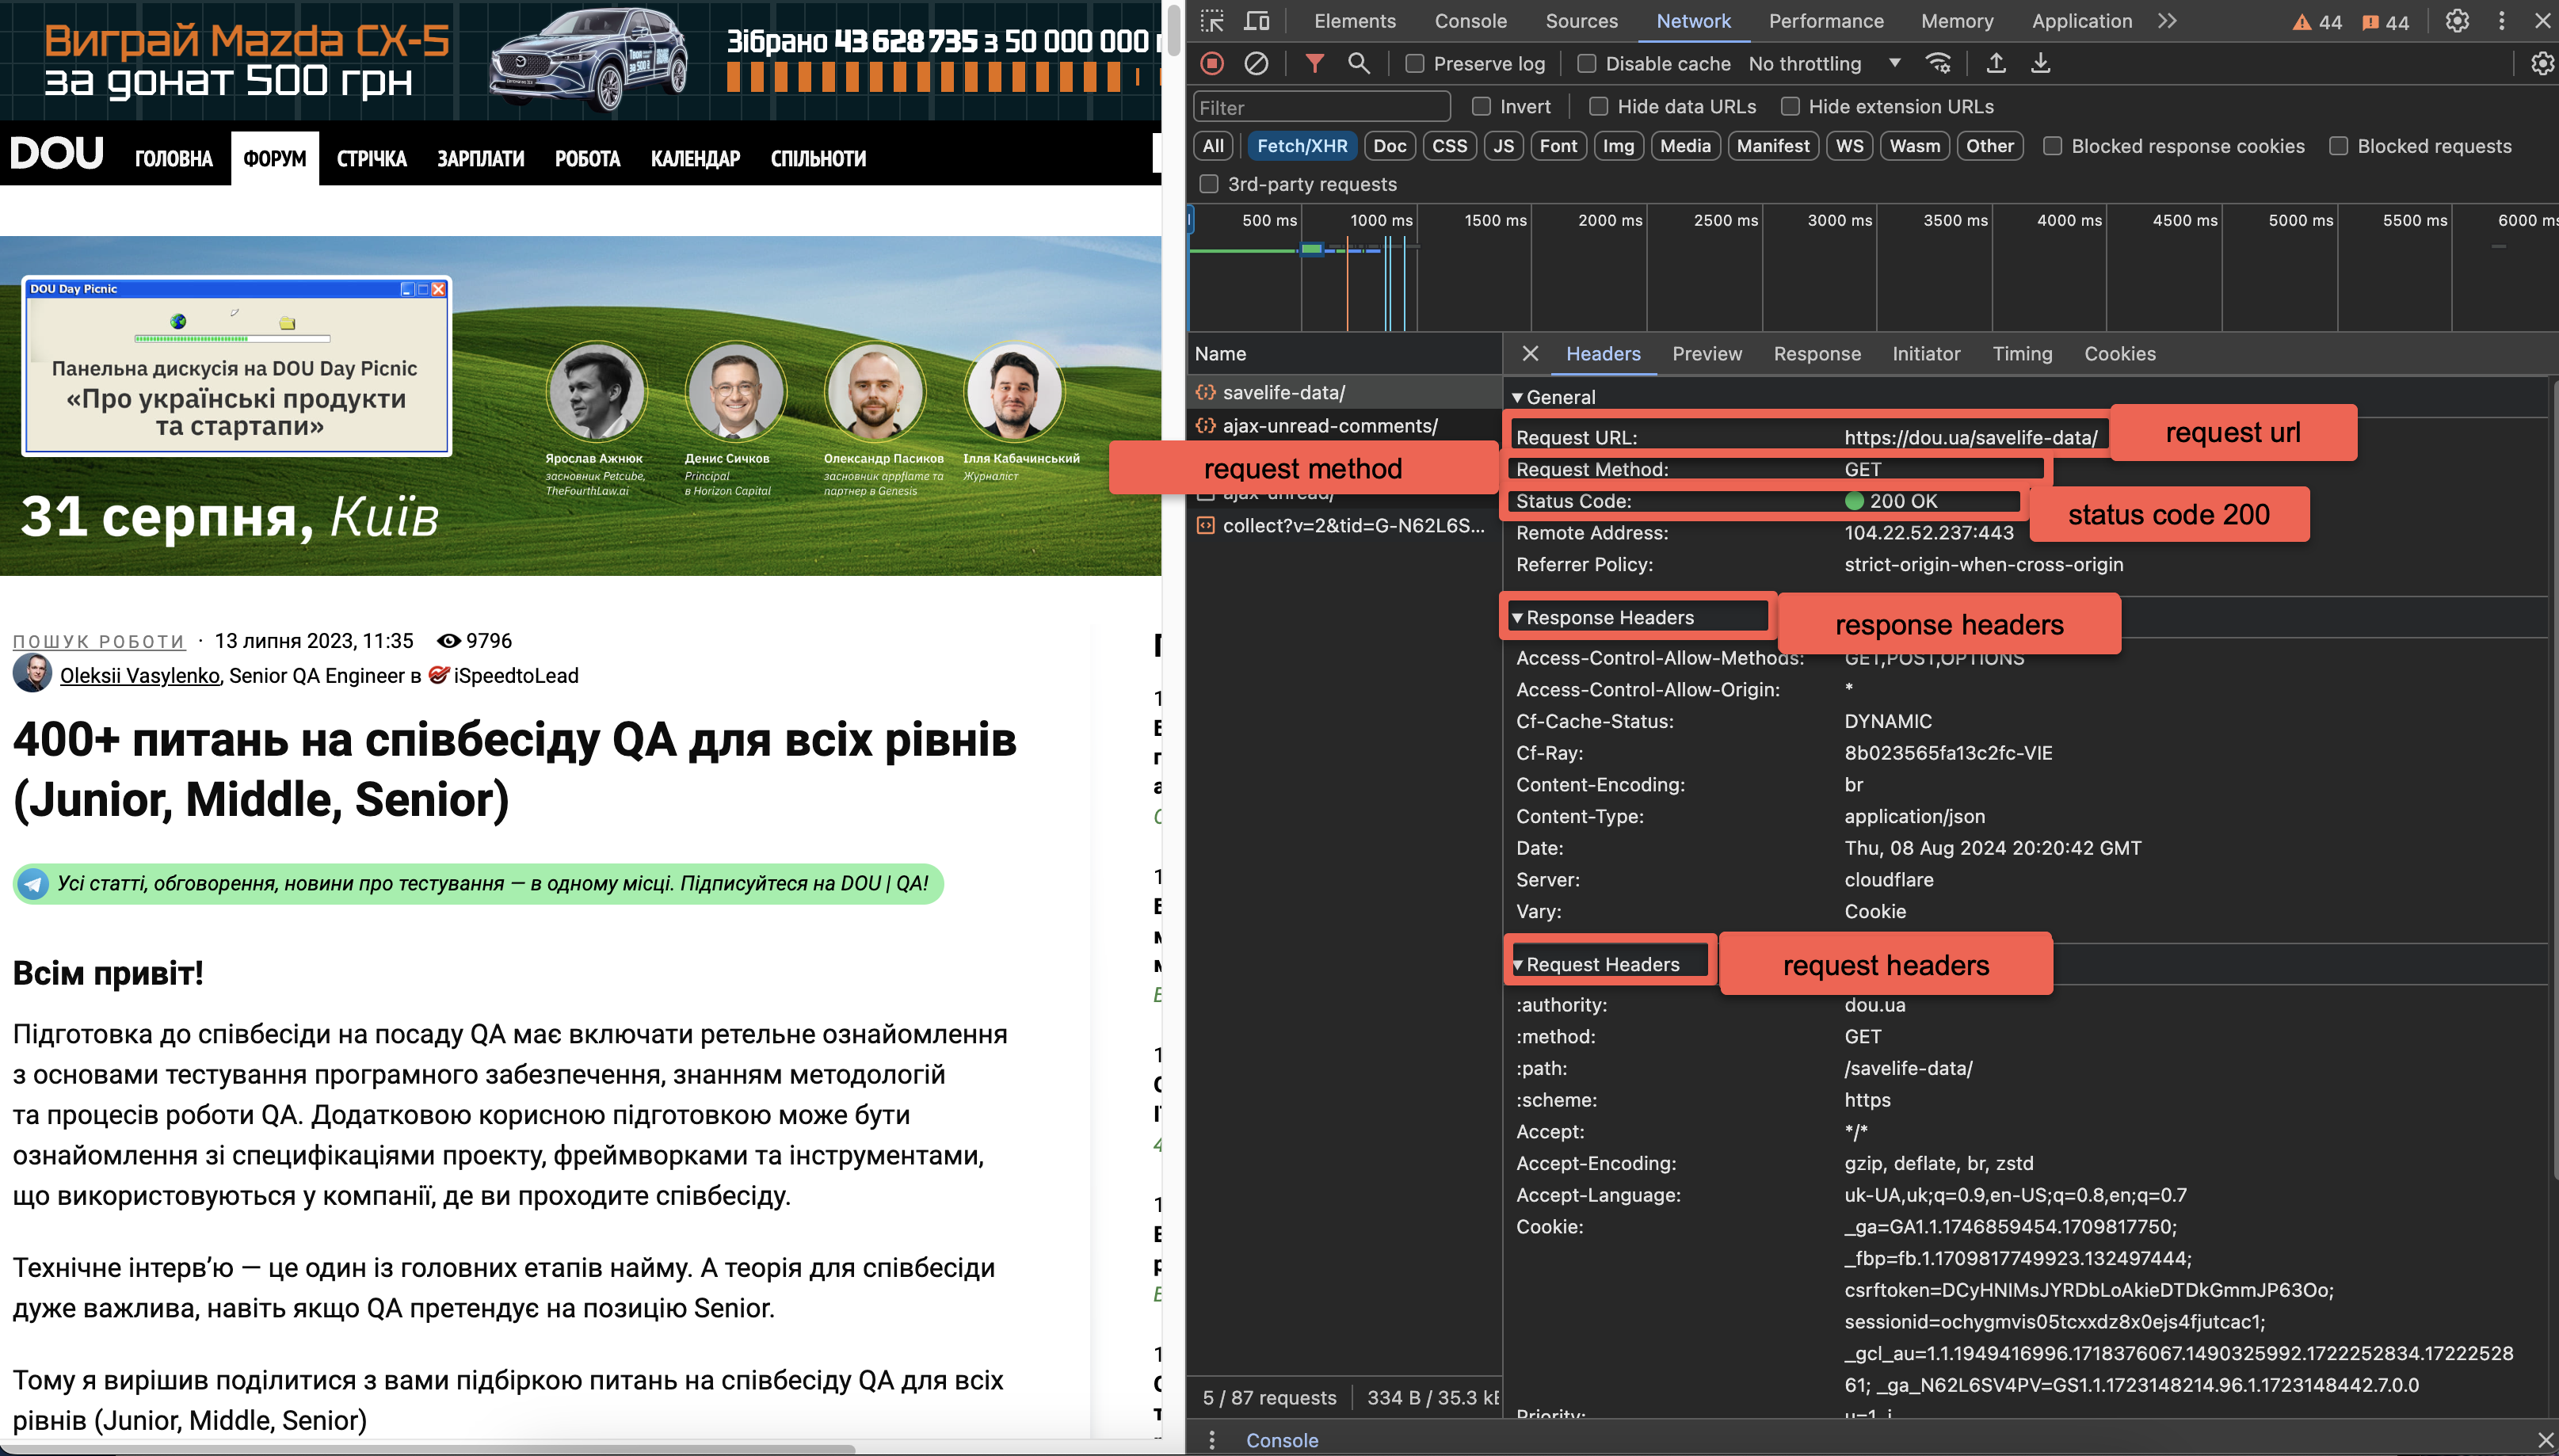 Виграй Mazda CX-5
за донат 500 грн
Зібрано 43 628 735 з 50 000 000
DOU
ГОЛОВНА
ФОРУМ
СТРІЧКА
ЗАРПЛАТИ
РОБОТА
КАЛЕНДАР
СПІЛЬНОТИ
DOU Day Picnic
Панельна дискусія на DOU Day Picnic
«Про українські продукти
та стартапи»
31 серпня, Київ
Ярослав Ажнюк
засновник Petcube,
TheFourthLaw.ai
Денис Сичков
Principal
в Horizon Capital
Олександр Пасиков
засновник appflame та
партнер в Genesis
Ілля Кабачинський
Журналіст
ПОШУК РОБОТИ · 13 липня 2023, 11:35 9796
Oleksii Vasylenko, Senior QA Engineer в iSpeedtoLead
400+ питань на співбесіду QA для всіх рівнів
(Junior, Middle, Senior)
Усі статті, обговорення, новини про тестування — в одному місці. Підписуйтеся на DOU | QA!
Всім привіт!
Підготовка до співбесіди на посаду QA має включати ретельне ознайомлення
з основами тестування програмного забезпечення, знанням методологій
та процесів роботи QA. Додатковою корисною підготовкою може бути
ознайомлення зі специфікаціями проекту, фреймворками та інструментами,
що використовуються у компанії, де ви проходите співбесіду.
Технічне інтерв’ю — це один із головних етапів найму. А теорія для співбесіди
дуже важлива, навіть якщо QA претендує на позицію Senior.
Тому я вирішив поділитися з вами підбіркою питань на співбесіду QA для всіх
рівнів (Junior, Middle, Senior)
Elements Console Sources Network Performance Memory Application 44 44
Preserve log Disable cache No throttling
Filter Invert Hide data URLs Hide extension URLs
All Fetch/XHR Doc CSS JS Font Img Media Manifest WS Wasm Other Blocked response cookies Blocked requests
3rd-party requests
500 ms 1000 ms 1500 ms 2000 ms 2500 ms 3000 ms 3500 ms 4000 ms 4500 ms 5000 ms 5500 ms 6000 ms
Name
savelife-data/
ajax-unread-comments/
ajax-unread/
collect?v=2&tid=G-N62L6S...
Headers Preview Response Initiator Timing Cookies
General
Request URL: https://dou.ua/savelife-data/
request url
request method
Request Method: GET
Status Code: 200 OK
status code 200
Remote Address: 104.22.52.237:443
Referrer Policy: strict-origin-when-cross-origin
Response Headers
response headers
Access-Control-Allow-Methods: GET,POST,OPTIONS
Access-Control-Allow-Origin: *
Cf-Cache-Status: DYNAMIC
Cf-Ray: 8b023565fa13c2fc-VIE
Content-Encoding: br
Content-Type: application/json
Date: Thu, 08 Aug 2024 20:20:42 GMT
Server: cloudflare
Vary: Cookie
Request Headers
request headers
:authority: dou.ua
:method: GET
:path: /savelife-data/
:scheme: https
Accept: */*
Accept-Encoding: gzip, deflate, br, zstd
Accept-Language: uk-UA,uk;q=0.9,en-US;q=0.8,en;q=0.7
Cookie: _ga=GA1.1.1746859454.1709817750;
_fbp=fb.1.1709817749923.132497444;
csrftoken=DCyHNIMsJYRDbLoAkieDTDkGmmJP63Oo;
sessionid=ochygmvis05tcxxdz8x0ejs4fjutcac1;
_gcl_au=1.1.1949416996.1718376067.1490325992.1722252834.17222528
61; _ga_N62L6SV4PV=GS1.1.1723148214.96.1.1723148442.7.0.0
Priority: u=1, i
5 / 87 requests 334 B / 35.3 kB
Console